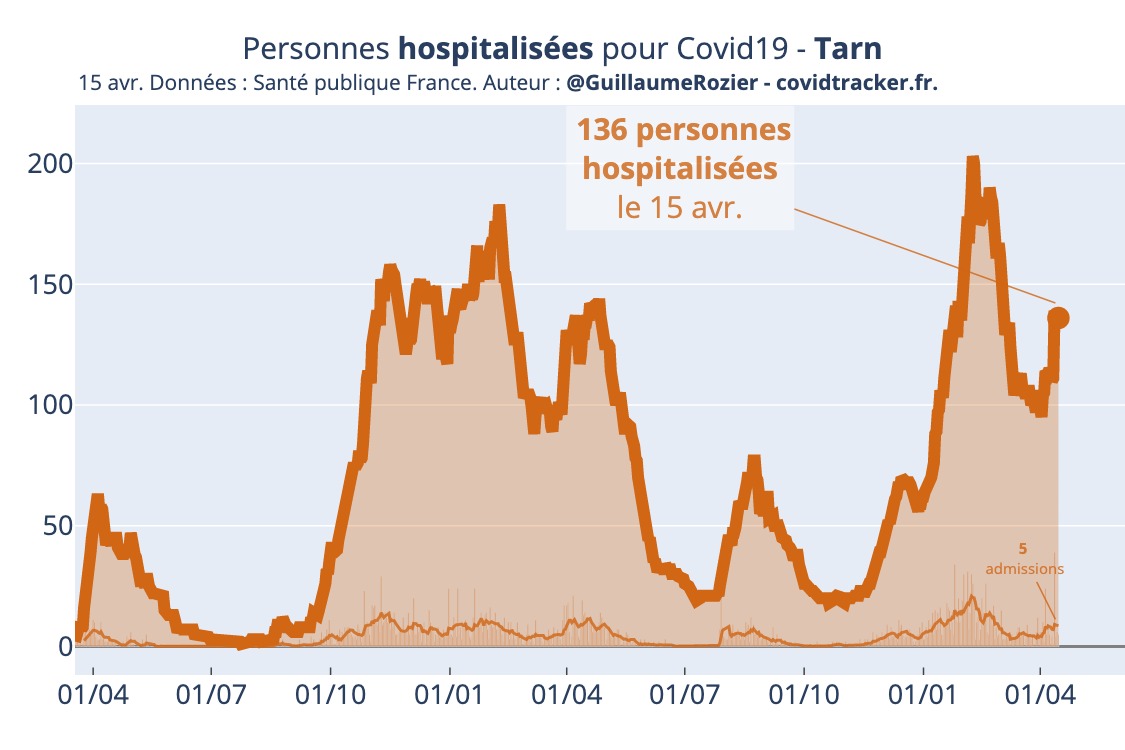 Personnes hospitalisées pour Covid19 - Tarn
15 avr. Données : Santé publique France. Auteur : @GuillaumeRozier - covidtracker.fr.
136 personnes
hospitalisées
le 15 avr.
200
150
100
50
0
5
admissions
01/04
01/07
01/10
01/01
01/04
01/07
01/10
01/01
01/04